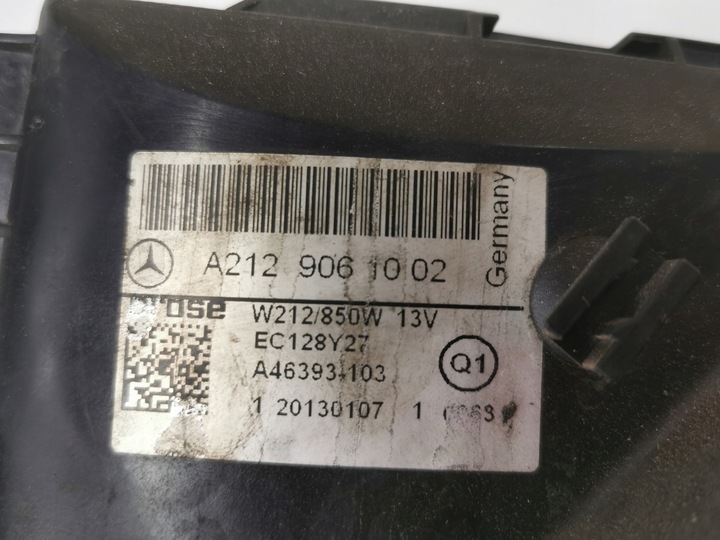 Germany
A212 906 10 02
W212/850W 13V
EC128Y27
A46393-103
Q1
1 20130107 1